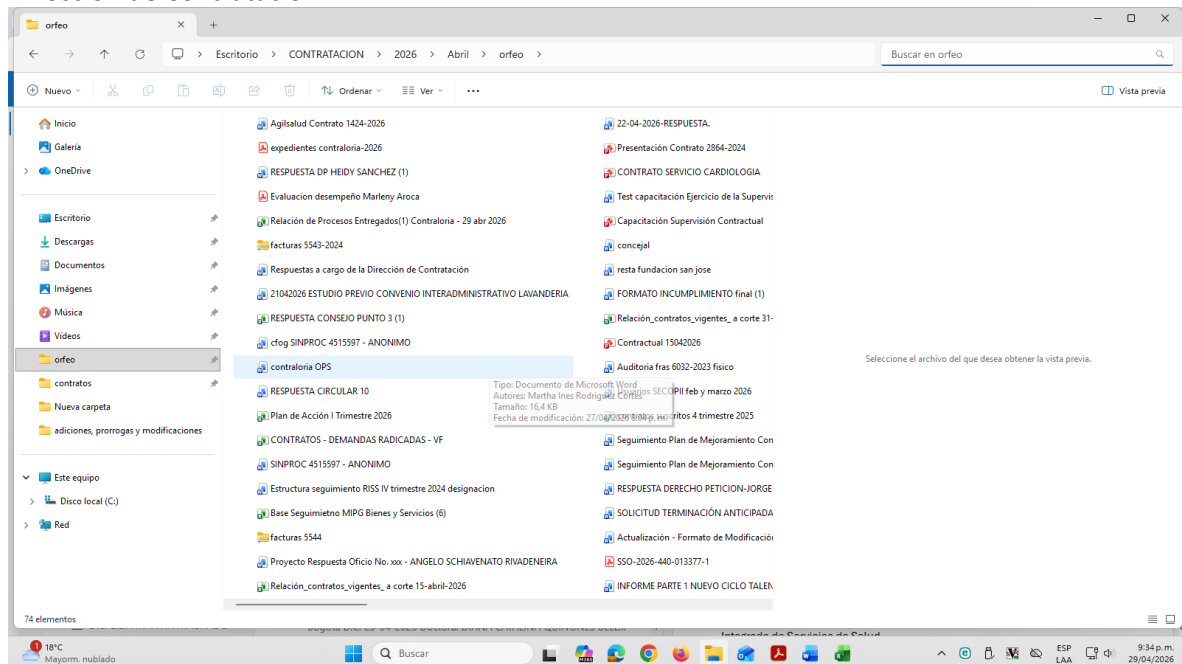 orfeo
Escritorio > CONTRATACION > 2026 > Abril > orfeo >
Buscar en orfeo
Nuevo
Ordenar
Ver
Vista previa
Inicio
Galería
OneDrive
Escritorio
Descargas
Documentos
Imágenes
Música
Vídeos
orfeo
contratos
Nueva carpeta
adiciones, prorrogas y modificaciones
Este equipo
Disco local (C:)
Red
Agilsalud Contrato 1424-2026
expedientes contraloria-2026
RESPUESTA DP HEIDY SANCHEZ (1)
Evaluacion desempeño Marleny Aroca
Relación de Procesos Entregados(1) Contraloria - 29 abr 2026
facturas 5543-2024
Respuestas a cargo de la Dirección de Contratación
21042026 ESTUDIO PREVIO CONVENIO INTERADMINISTRATIVO LAVANDERIA
RESPUESTA CONSEJO PUNTO 3 (1)
cfog SINPROC 4515597 - ANONIMO
contraloria OPS
RESPUESTA CIRCULAR 10
Plan de Acción I Trimestre 2026
CONTRATOS - DEMANDAS RADICADAS - VF
SINPROC 4515597 - ANONIMO
Estructura seguimiento RISS IV trimestre 2024 designacion
Base Seguimietno MIPG Bienes y Servicios (6)
facturas 5544
Proyecto Respuesta Oficio No. xxx - ANGELO SCHIAVENATO RIVADENEIRA
Relación_contratos_vigentes_ a corte 15-abril-2026
22-04-2026-RESPUESTA.
Presentación Contrato 2864-2024
CONTRATO SERVICIO CARDIOLOGIA
Test capacitación Ejercicio de la Supervis
Capacitación Supervisión Contractual
concejal
resta fundacion san jose
FORMATO INCUMPLIMIENTO final (1)
Relación_contratos_vigentes_ a corte 31-
Contractual 15042026
Auditoria fras 6032-2023 fisico
Usuarios SECOPII feb y marzo 2026
suscritos 4 trimestre 2025
Seguimiento Plan de Mejoramiento Con
Seguimiento Plan de Mejoramiento Con
RESPUESTA DERECHO PETICION-JORGE
SOLICITUD TERMINACIÓN ANTICIPADA
Actualización - Formato de Modificació
SSO-2026-440-013377-1
INFORME PARTE 1 NUEVO CICLO TALEN
Tipo: Documento de Microsoft Word
Autores: Martha Ines Rodriguez Cortes
Tamaño: 16,4 KB
Fecha de modificación: 27/04/2026 8:04 p. m.
Seleccione el archivo del que desea obtener la vista previa.
74 elementos
1
18°C
Mayorm. nublado
Buscar
ESP
LAA
9:34 p. m.
29/04/2026